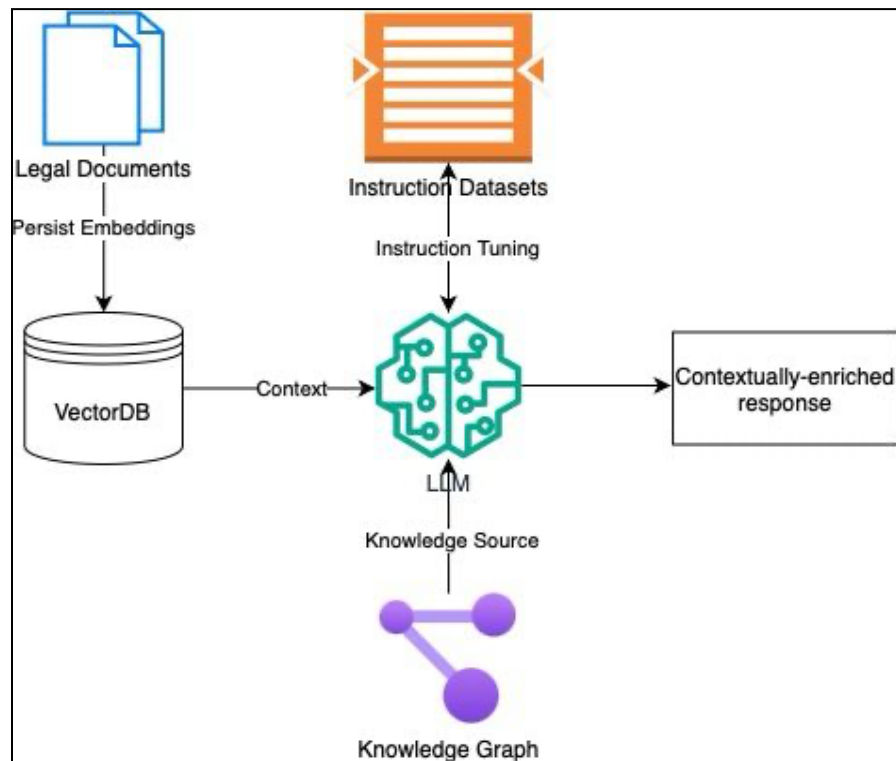 Legal Documents
Instruction Datasets
Persist Embeddings
Instruction Tuning
VectorDB
Context
Contextually-enriched
response
LLM
Knowledge Source
Knowledge Graph